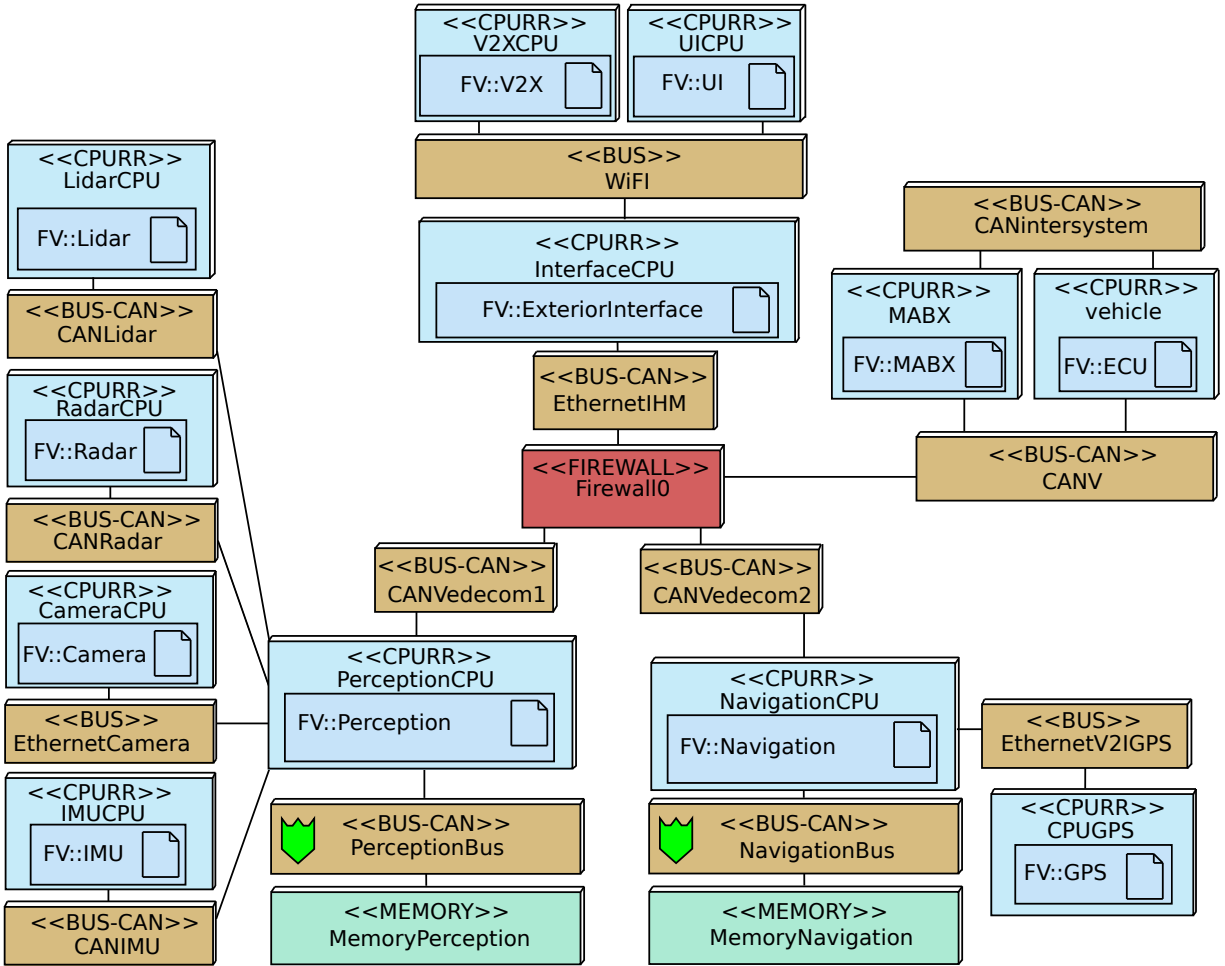 <<CPURR>>
V2XCPU
FV::V2X
<<CPURR>>
UICPU
FV::UI
<<BUS>>
WiFI
<<CPURR>>
LidarCPU
FV::Lidar
<<BUS-CAN>>
CANLidar
<<CPURR>>
RadarCPU
FV::Radar
<<BUS-CAN>>
CANRadar
<<CPURR>>
CameraCPU
FV::Camera
<<BUS>>
EthernetCamera
<<CPURR>>
IMUCPU
FV::IMU
<<BUS-CAN>>
CANIMU
<<CPURR>>
InterfaceCPU
FV::ExteriorInterface
<<BUS-CAN>>
EthernetIHM
<<FIREWALL>>
Firewall0
<<BUS-CAN>>
CANintersystem
<<CPURR>>
MABX
FV::MABX
<<CPURR>>
vehicle
FV::ECU
<<BUS-CAN>>
CANV
<<BUS-CAN>>
CANVedecom1
<<BUS-CAN>>
CANVedecom2
<<CPURR>>
PerceptionCPU
FV::Perception
<<BUS-CAN>>
PerceptionBus
<<MEMORY>>
MemoryPerception
<<CPURR>>
NavigationCPU
FV::Navigation
<<BUS-CAN>>
NavigationBus
<<MEMORY>>
MemoryNavigation
<<BUS>>
EthernetV2IGPS
<<CPURR>>
CPUGPS
FV::GPS